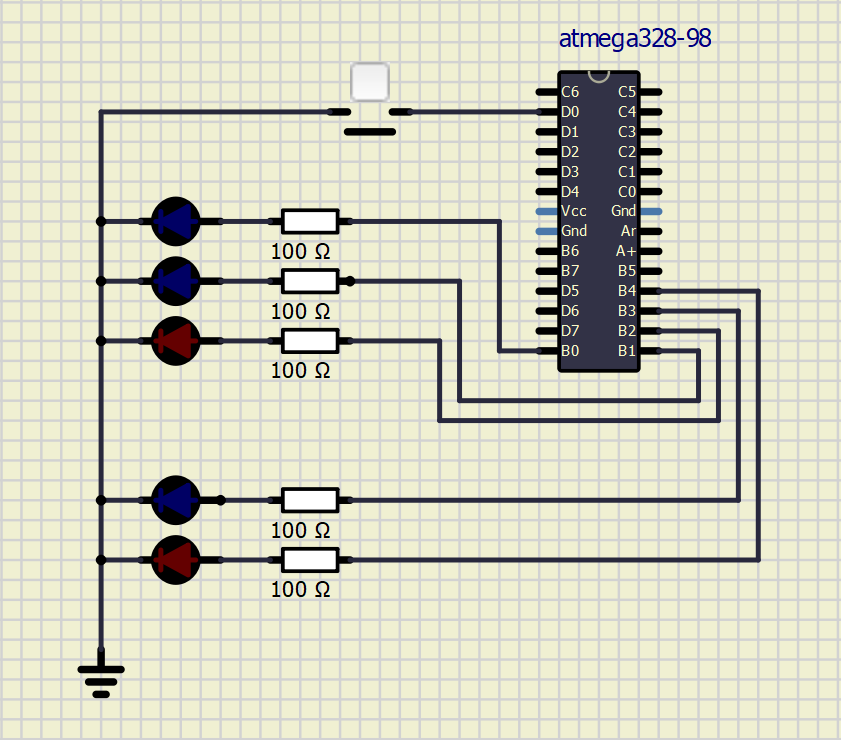 atmega328-98
C6 C5
D0 C4
D1 C3
D2 C2
D3 C1
D4 C0
Vcc Gnd
Gnd Ar
B6 A+
B7 B5
D5 B4
D6 B3
D7 B2
B0 B1
100 Ω
100 Ω
100 Ω
100 Ω
100 Ω